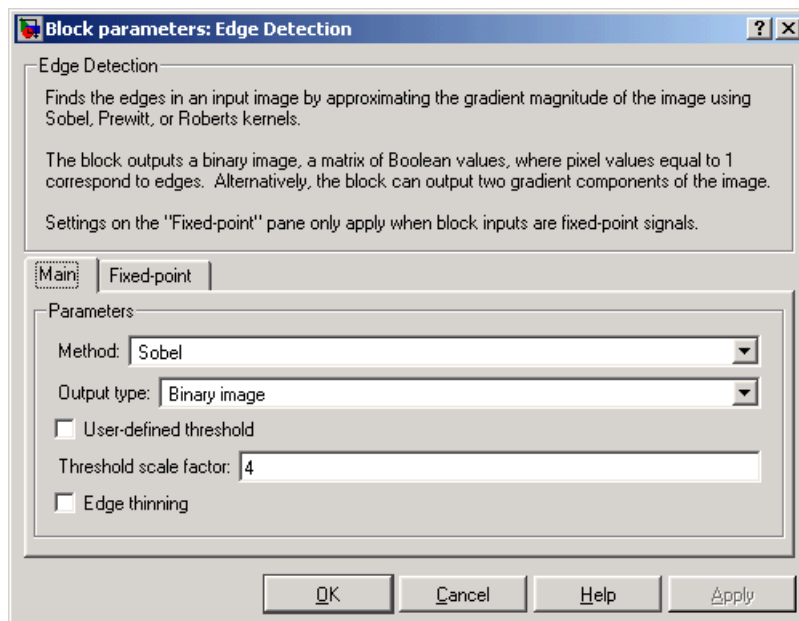 Block parameters: Edge Detection
Edge Detection
Finds the edges in an input image by approximating the gradient magnitude of the image using
Sobel, Prewitt, or Roberts kernels.
The block outputs a binary image, a matrix of Boolean values, where pixel values equal to 1
correspond to edges.  Alternatively, the block can output two gradient components of the image.
Settings on the "Fixed-point" pane only apply when block inputs are fixed-point signals.
Main Fixed-point
Parameters
Method: Sobel
Output type: Binary image
User-defined threshold
Threshold scale factor: 4
Edge thinning
OK Cancel Help Apply